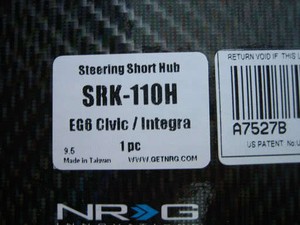 Steering Short Hub
SRK-110H
EG6 Civic / Integra
1 pc
9.6
Made in Taiwan WWW.GETNRG.COM
RETURN VOID IF THIS
A7527B
US PATENT No.
NRG